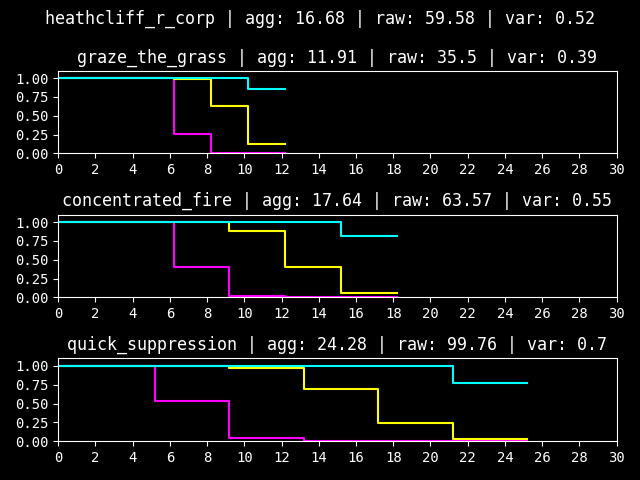 heathcliff_r_corp | agg: 16.68 | raw: 59.58 | var: 0.52
graze_the_grass | agg: 11.91 | raw: 35.5 | var: 0.39
1.00
0.75
0.50
0.25
0.00
0 2 4 6 8 10 12 14 16 18 20 22 24 26 28 30
concentrated_fire | agg: 17.64 | raw: 63.57 | var: 0.55
1.00
0.75
0.50
0.25
0.00
0 2 4 6 8 10 12 14 16 18 20 22 24 26 28 30
quick_suppression | agg: 24.28 | raw: 99.76 | var: 0.7
1.00
0.75
0.50
0.25
0.00
0 2 4 6 8 10 12 14 16 18 20 22 24 26 28 30